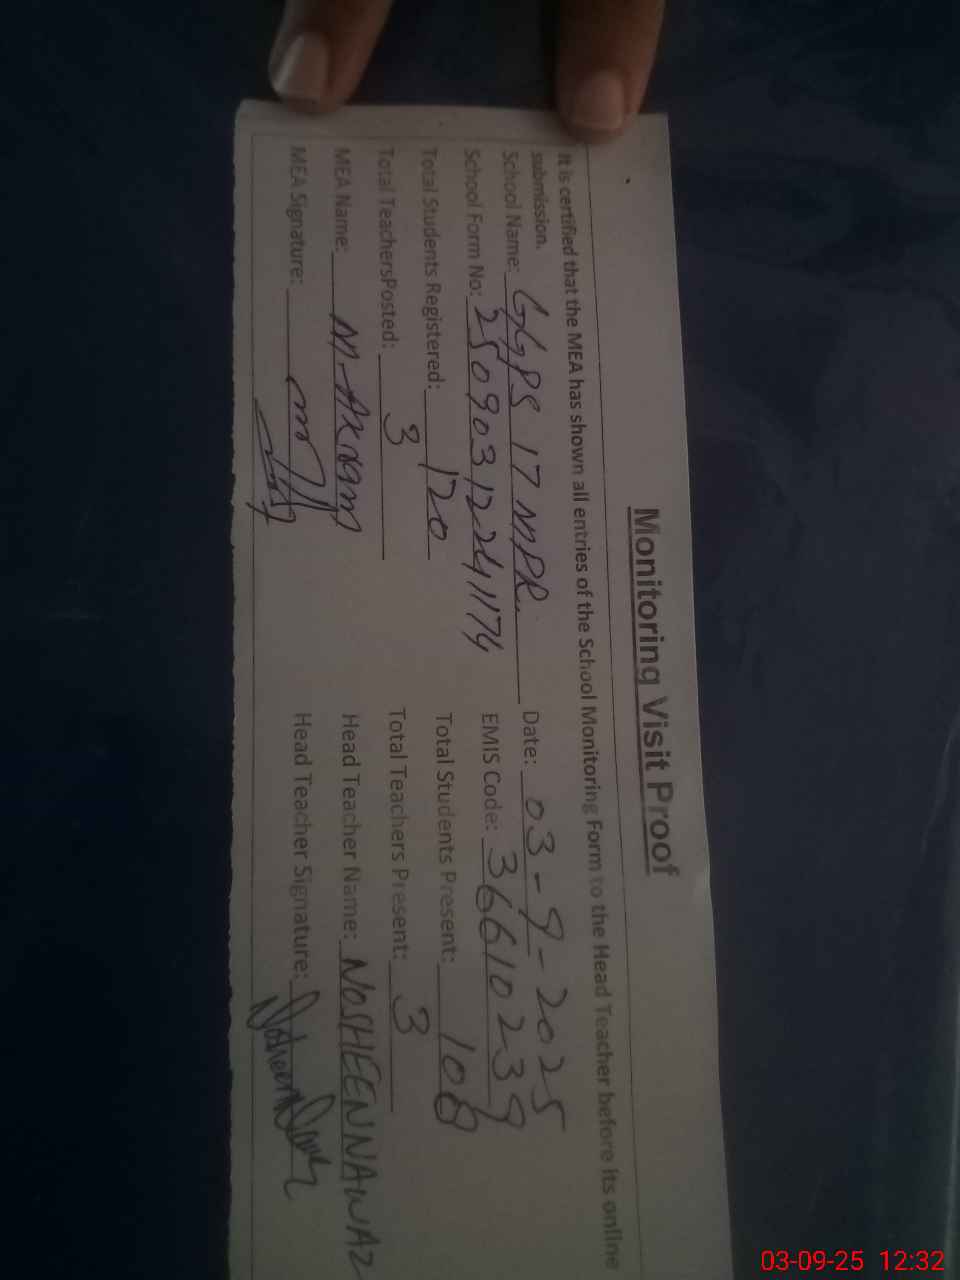 Monitoring Visit Proof
It is certified that the MEA has shown all entries of the School Monitoring Form to the Head Teacher before its online
submission.
School Name: GGPS 17 MPR. Date: 03-9-2025
School Form No: 25090312241174 EMIS Code: 36610239
Total Students Registered: 120 Total Students Present: 108
Total TeachersPosted: 3 Total Teachers Present: 3
MEA Name: M-AKram Head Teacher Name: NOSHEEN NAWAZ
MEA Signature: Head Teacher Signature:
03-09-25 12:32